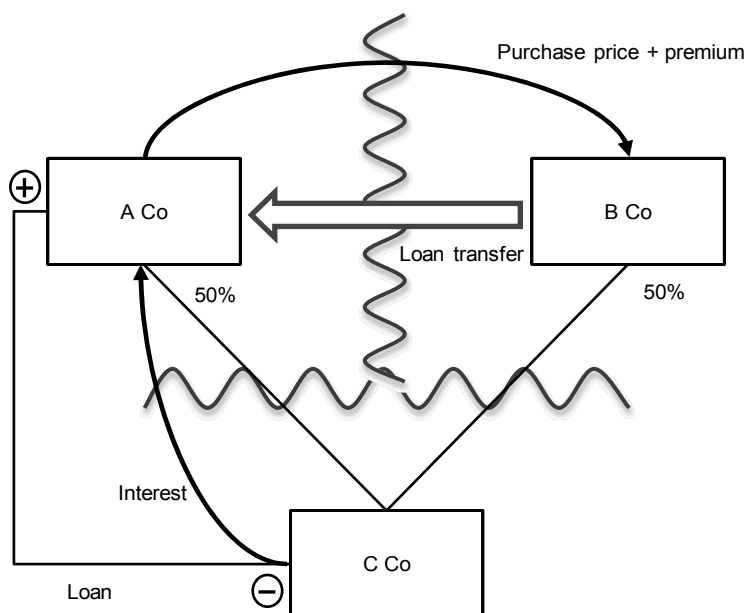 Purchase price + premium
+
A Co
B Co
Loan transfer
50%
50%
Interest
C Co
Loan
−